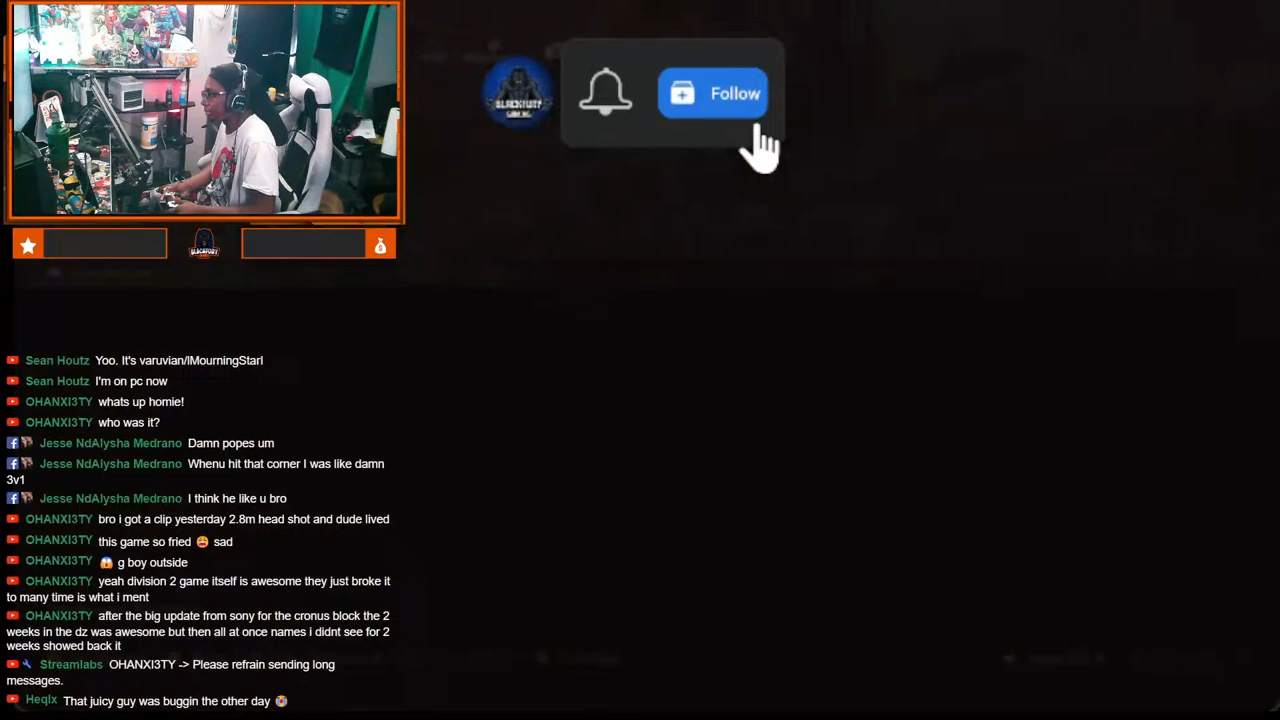 BLACKFURY
Follow
BLACKFURY
Sean Houtz Yoo. It's varuvian/lMourningStarl
Sean Houtz I'm on pc now
OHANXI3TY whats up homie!
OHANXI3TY who was it?
Jesse NdAlysha Medrano Damn popes um
Jesse NdAlysha Medrano Whenu hit that corner I was like damn
3v1
Jesse NdAlysha Medrano I think he like u bro
OHANXI3TY bro i got a clip yesterday 2.8m head shot and dude lived
OHANXI3TY this game so fried 😩 sad
OHANXI3TY 😱 g boy outside
OHANXI3TY yeah division 2 game itself is awesome they just broke it
to many time is what i ment
OHANXI3TY after the big update from sony for the cronus block the 2
weeks in the dz was awesome but then all at once names i didnt see for 2
weeks showed back it
Streamlabs OHANXI3TY -> Please refrain sending long
messages.
Heqlx That juicy guy was buggin the other day